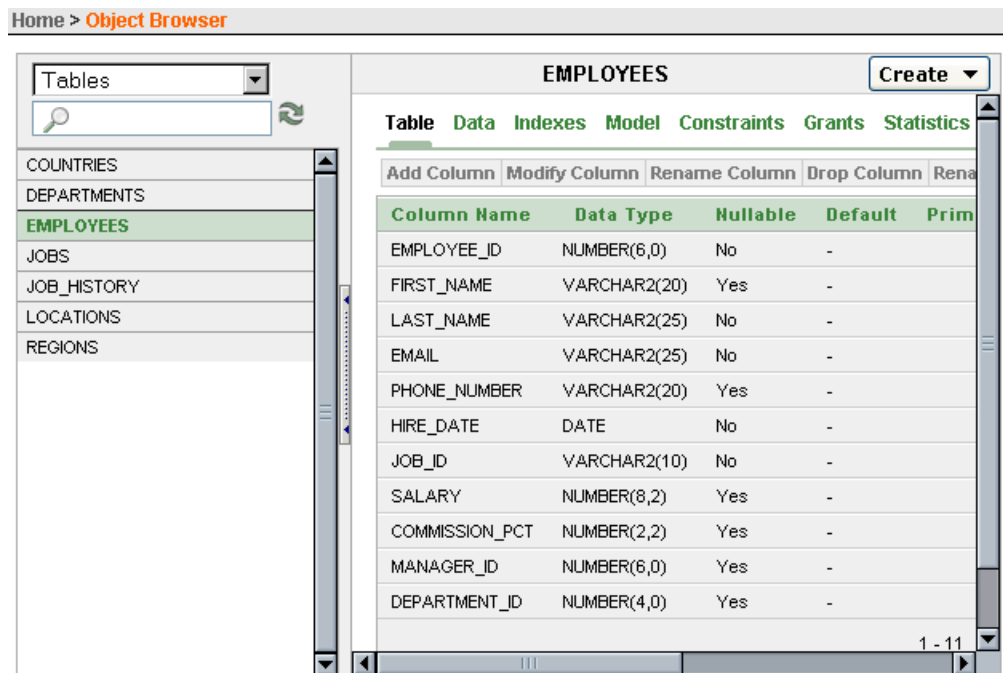 Home > Object Browser
Tables
COUNTRIES
DEPARTMENTS
EMPLOYEES
JOBS
JOB_HISTORY
LOCATIONS
REGIONS
EMPLOYEES Create
Table Data Indexes Model Constraints Grants Statistics
Add Column Modify Column Rename Column Drop Column Rena
Column Name Data Type Nullable Default Prim
EMPLOYEE_ID NUMBER(6,0) No -
FIRST_NAME VARCHAR2(20) Yes -
LAST_NAME VARCHAR2(25) No -
EMAIL VARCHAR2(25) No -
PHONE_NUMBER VARCHAR2(20) Yes -
HIRE_DATE DATE No -
JOB_ID VARCHAR2(10) No -
SALARY NUMBER(8,2) Yes -
COMMISSION_PCT NUMBER(2,2) Yes -
MANAGER_ID NUMBER(6,0) Yes -
DEPARTMENT_ID NUMBER(4,0) Yes -
1 - 11